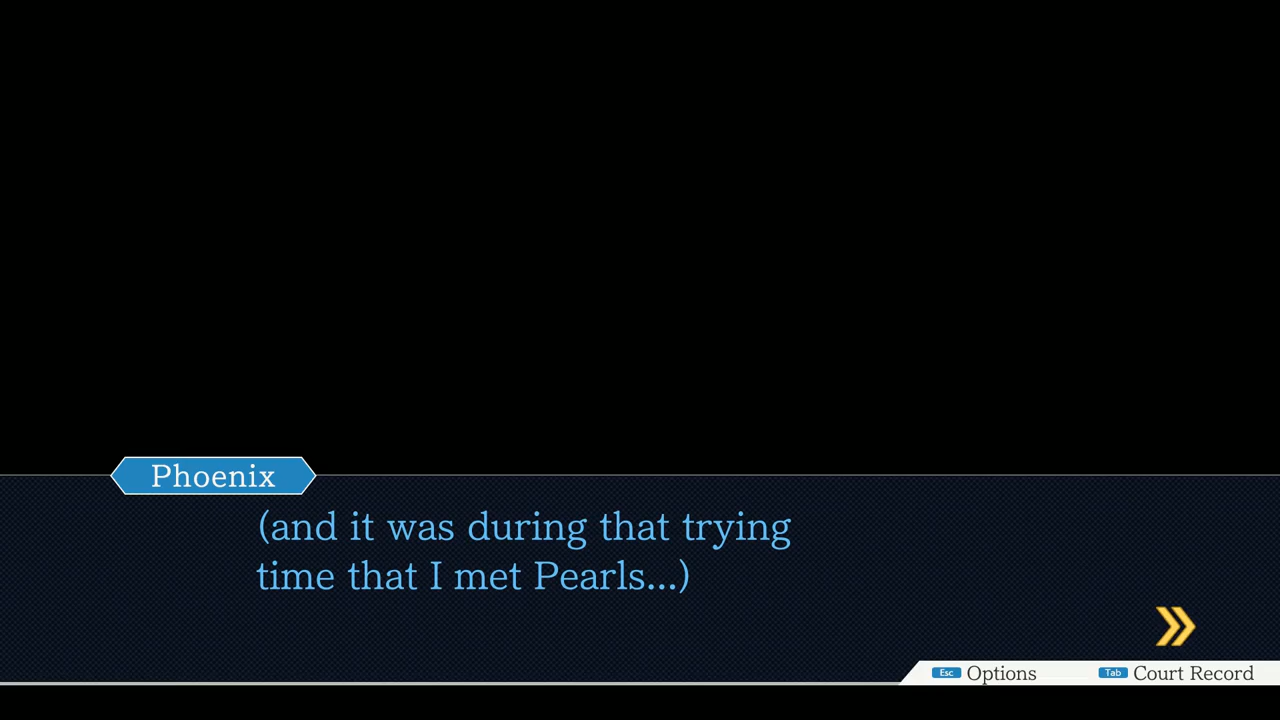 Phoenix
(and it was during that trying
time that I met Pearls...)
Esc Options Tab Court Record